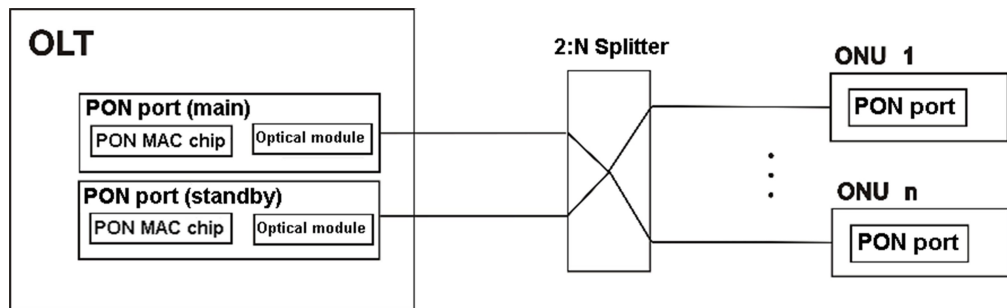 OLT
PON port (main)
PON MAC chip
Optical module
PON port (standby)
PON MAC chip
Optical module
2:N Splitter
ONU 1
PON port
ONU n
PON port